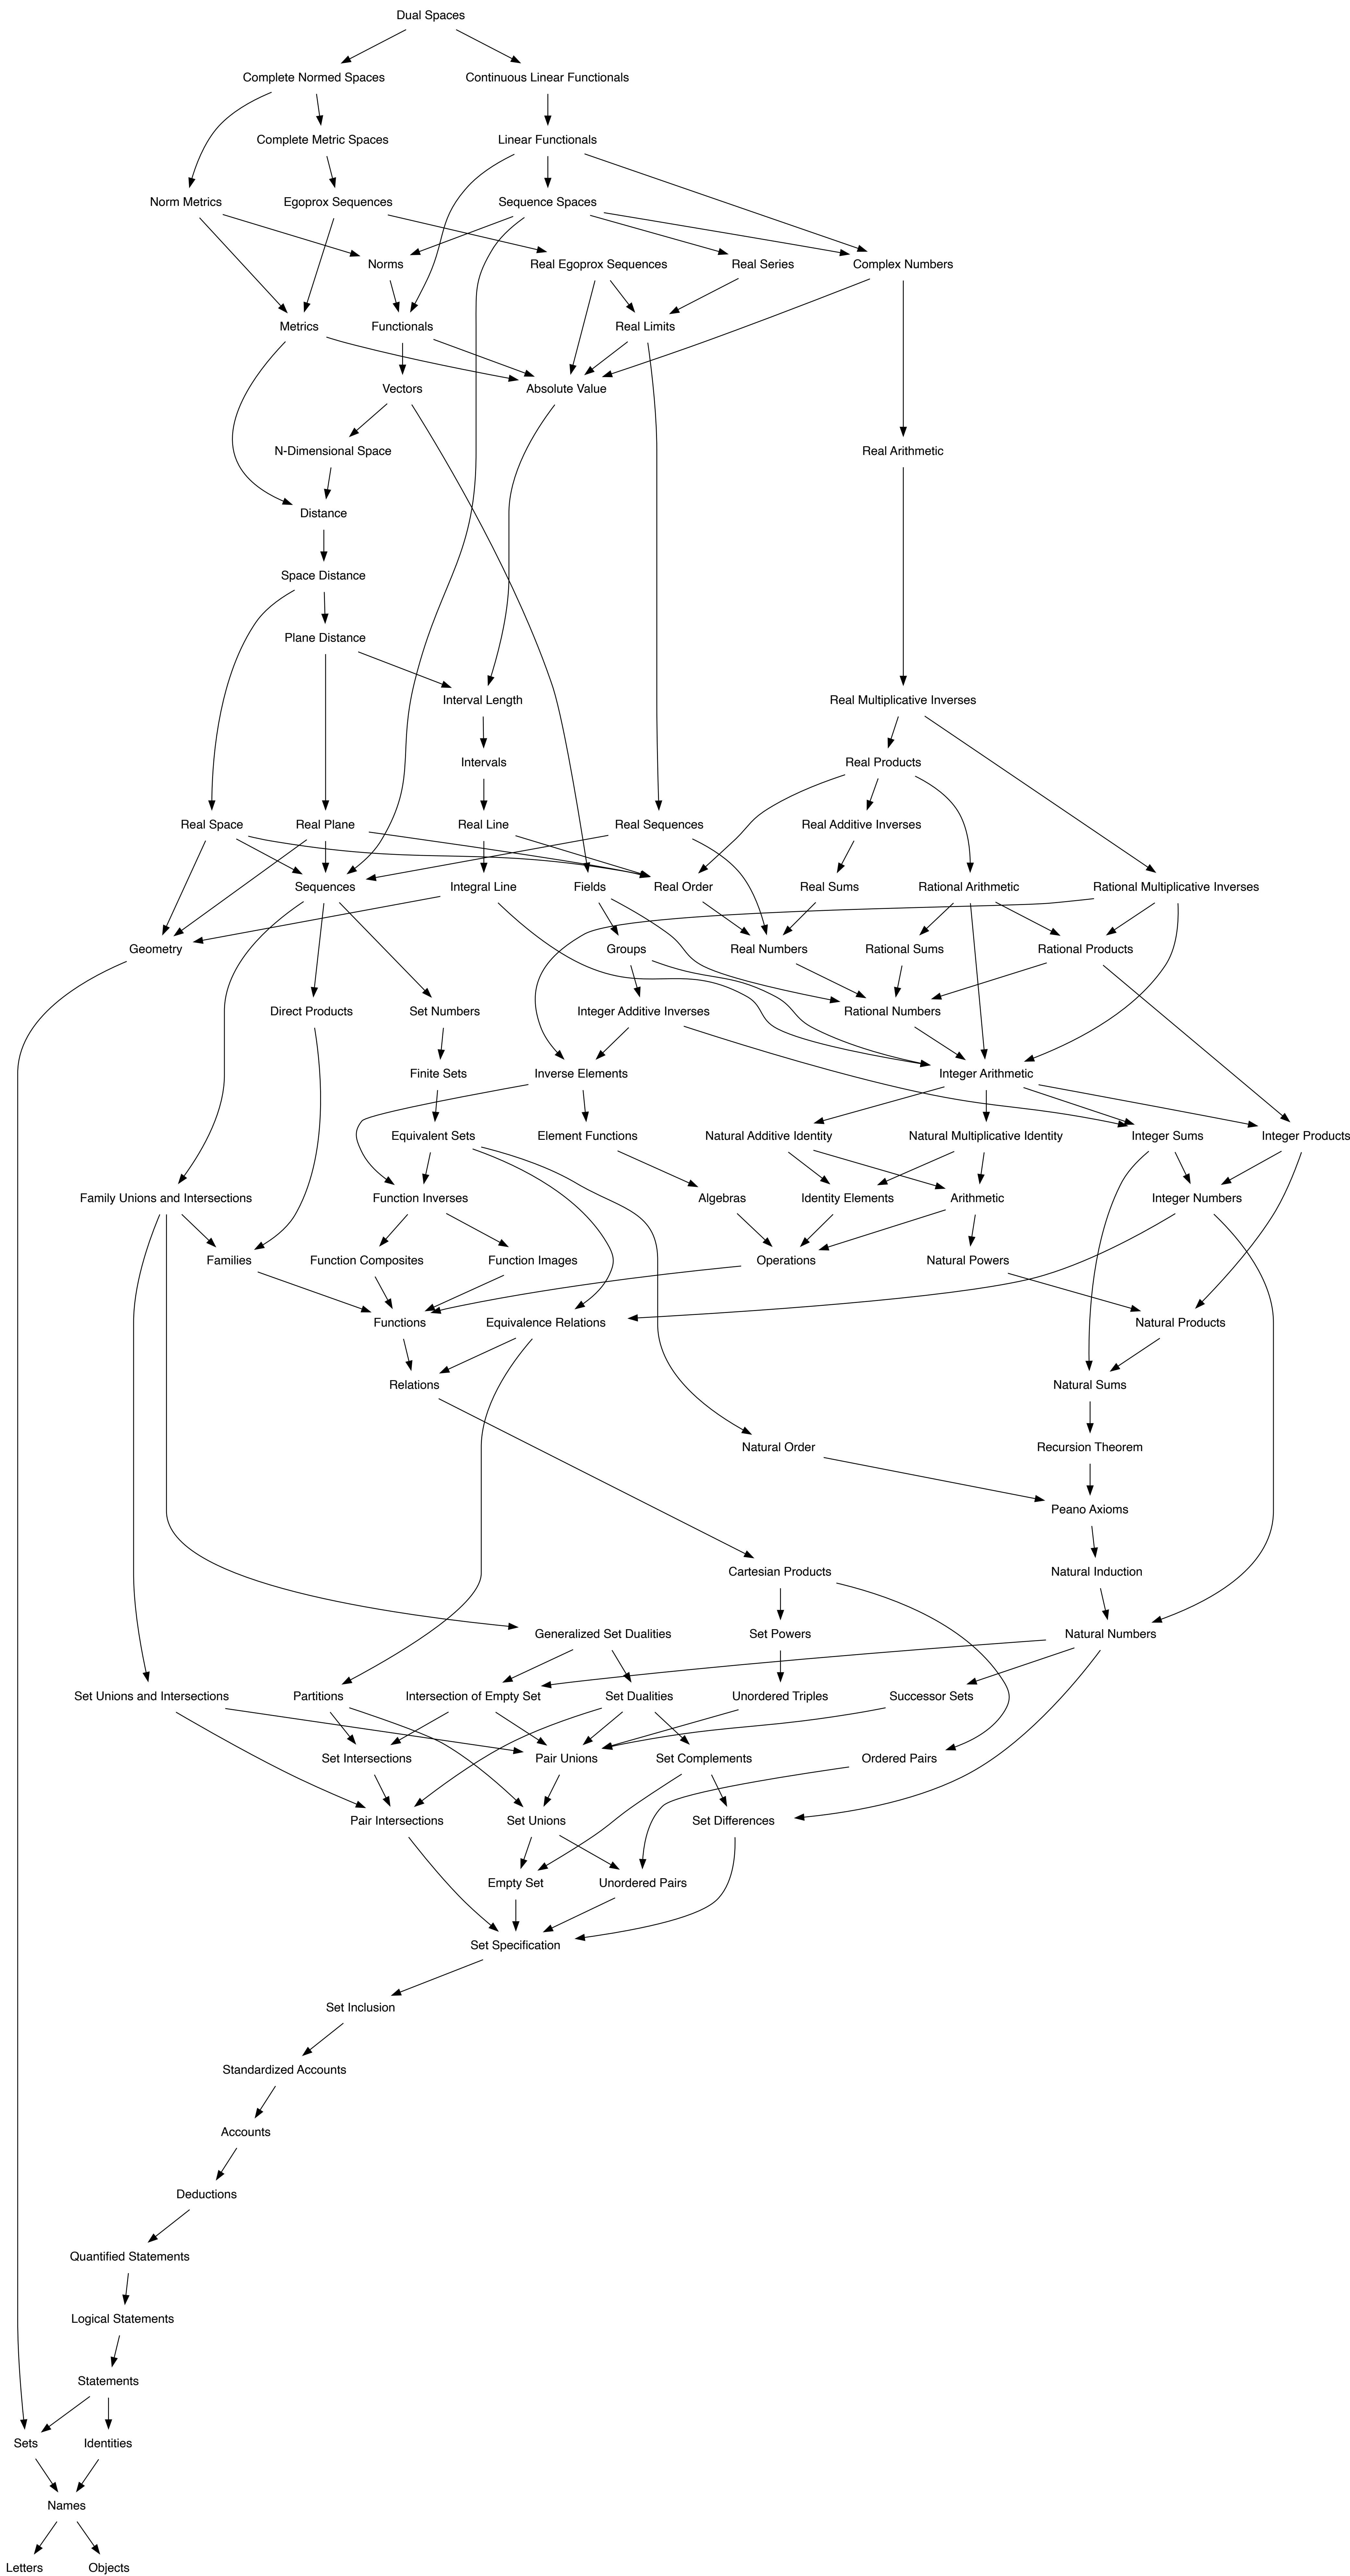 Dual Spaces
Complete Normed Spaces
Continuous Linear Functionals
Complete Metric Spaces
Linear Functionals
Norm Metrics
Egoprox Sequences
Sequence Spaces
Norms
Real Egoprox Sequences
Real Series
Complex Numbers
Metrics
Functionals
Real Limits
Vectors
Absolute Value
N-Dimensional Space
Real Arithmetic
Distance
Space Distance
Plane Distance
Interval Length
Real Multiplicative Inverses
Intervals
Real Products
Real Space
Real Plane
Real Line
Real Sequences
Real Additive Inverses
Sequences
Integral Line
Fields
Real Order
Real Sums
Rational Arithmetic
Rational Multiplicative Inverses
Geometry
Groups
Real Numbers
Rational Sums
Rational Products
Direct Products
Set Numbers
Integer Additive Inverses
Rational Numbers
Finite Sets
Inverse Elements
Integer Arithmetic
Equivalent Sets
Element Functions
Natural Additive Identity
Natural Multiplicative Identity
Integer Sums
Integer Products
Family Unions and Intersections
Function Inverses
Algebras
Identity Elements
Arithmetic
Integer Numbers
Families
Function Composites
Function Images
Operations
Natural Powers
Functions
Equivalence Relations
Natural Products
Relations
Natural Sums
Natural Order
Recursion Theorem
Peano Axioms
Cartesian Products
Natural Induction
Generalized Set Dualities
Set Powers
Natural Numbers
Set Unions and Intersections
Partitions
Intersection of Empty Set
Set Dualities
Unordered Triples
Successor Sets
Set Intersections
Pair Unions
Set Complements
Ordered Pairs
Pair Intersections
Set Unions
Set Differences
Empty Set
Unordered Pairs
Set Specification
Set Inclusion
Standardized Accounts
Accounts
Deductions
Quantified Statements
Logical Statements
Statements
Sets
Identities
Names
Letters
Objects